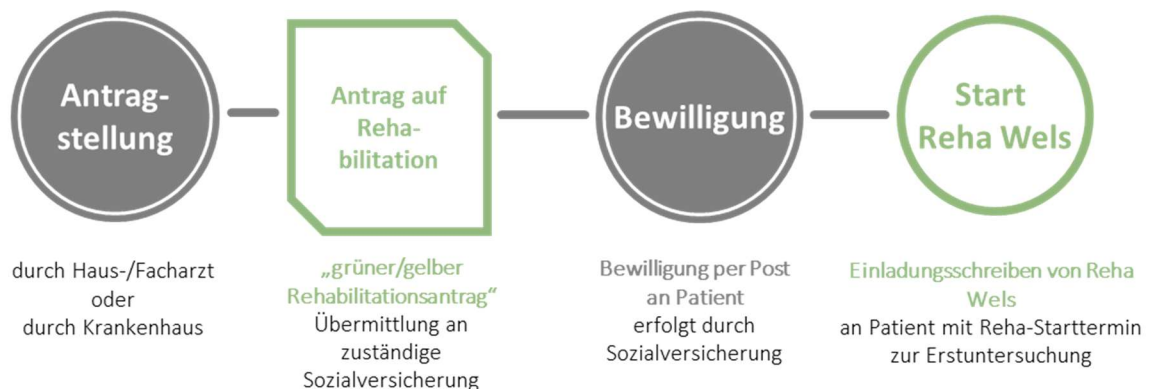 Antrag-
stellung
durch Haus-/Facharzt
oder
durch Krankenhaus
Antrag auf
Reha-
bilitation
„grüner/gelber
Rehabilitationsantrag“
Übermittlung an
zuständige
Sozialversicherung
Bewilligung
Bewilligung per Post
an Patient
erfolgt durch
Sozialversicherung
Start
Reha Wels
Einladungsschreiben von Reha
Wels
an Patient mit Reha-Starttermin
zur Erstuntersuchung